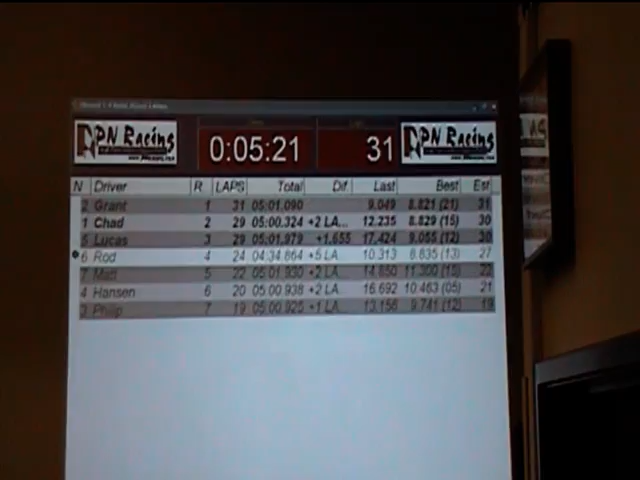 PN Racing 0:05:21 31 PN Racing
N Driver R. LAPS Total Dif. Last Best Est
2 Grant 1 31 05:01.090 9.049 8.821 (21) 31
1 Chad 2 29 05:00.324 +2 LA... 12.235 8.829 (15) 30
5 Lucas 3 29 05:01.979 +1.655 17.424 9.055 (12) 30
6 Rod 4 24 04:34.864 +5 LA... 10.313 8.835 (13) 27
7 Matt 5 22 05:01.930 +2 LA... 14.850 11.300 (15) 22
4 Hansen 6 20 05:00.938 +2 LA... 16.692 10.463 (05) 21
3 Philip 7 19 05:00.925 +1 LA... 13.156 9.741 (12) 19